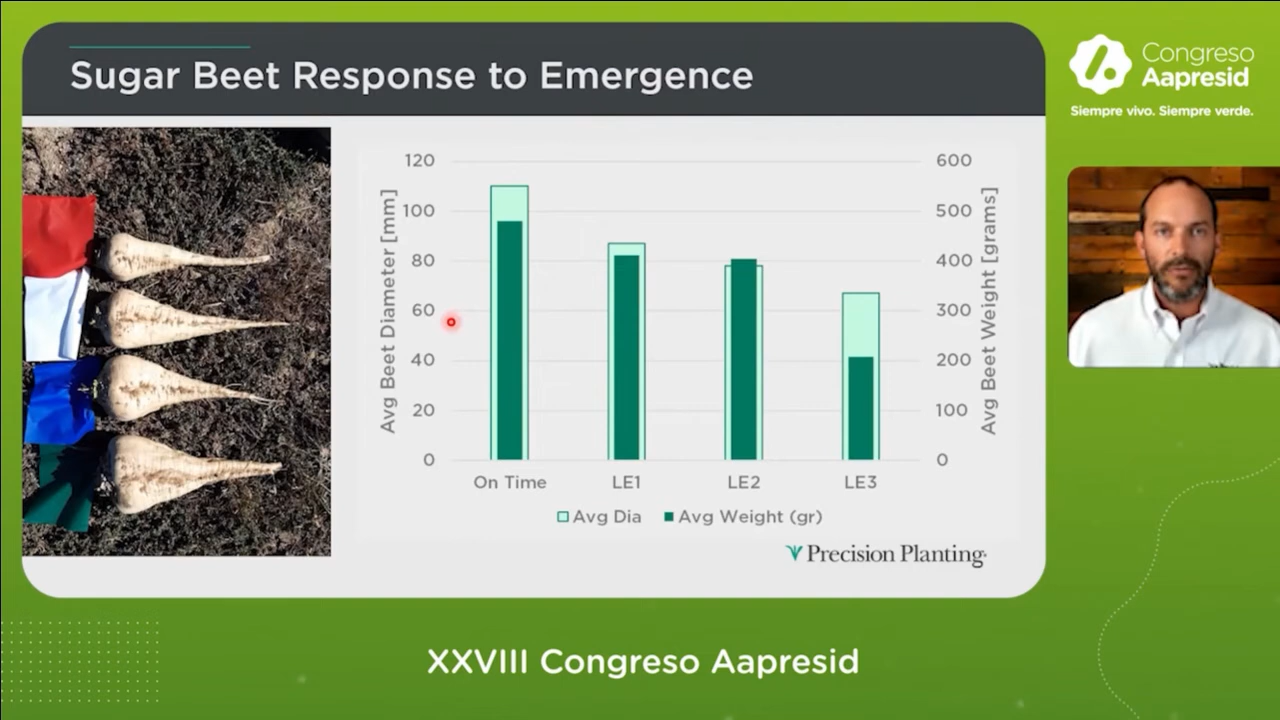 Sugar Beet Response to Emergence
Congreso
Aapresid
Siempre vivo. Siempre verde.
120
100
80
60
40
20
0
Avg Beet Diameter [mm]
600
500
400
300
200
100
0
Avg Beet Weight [grams]
On Time LE1 LE2 LE3
Avg Dia Avg Weight (gr)
Precision Planting
XXVIII Congreso Aapresid